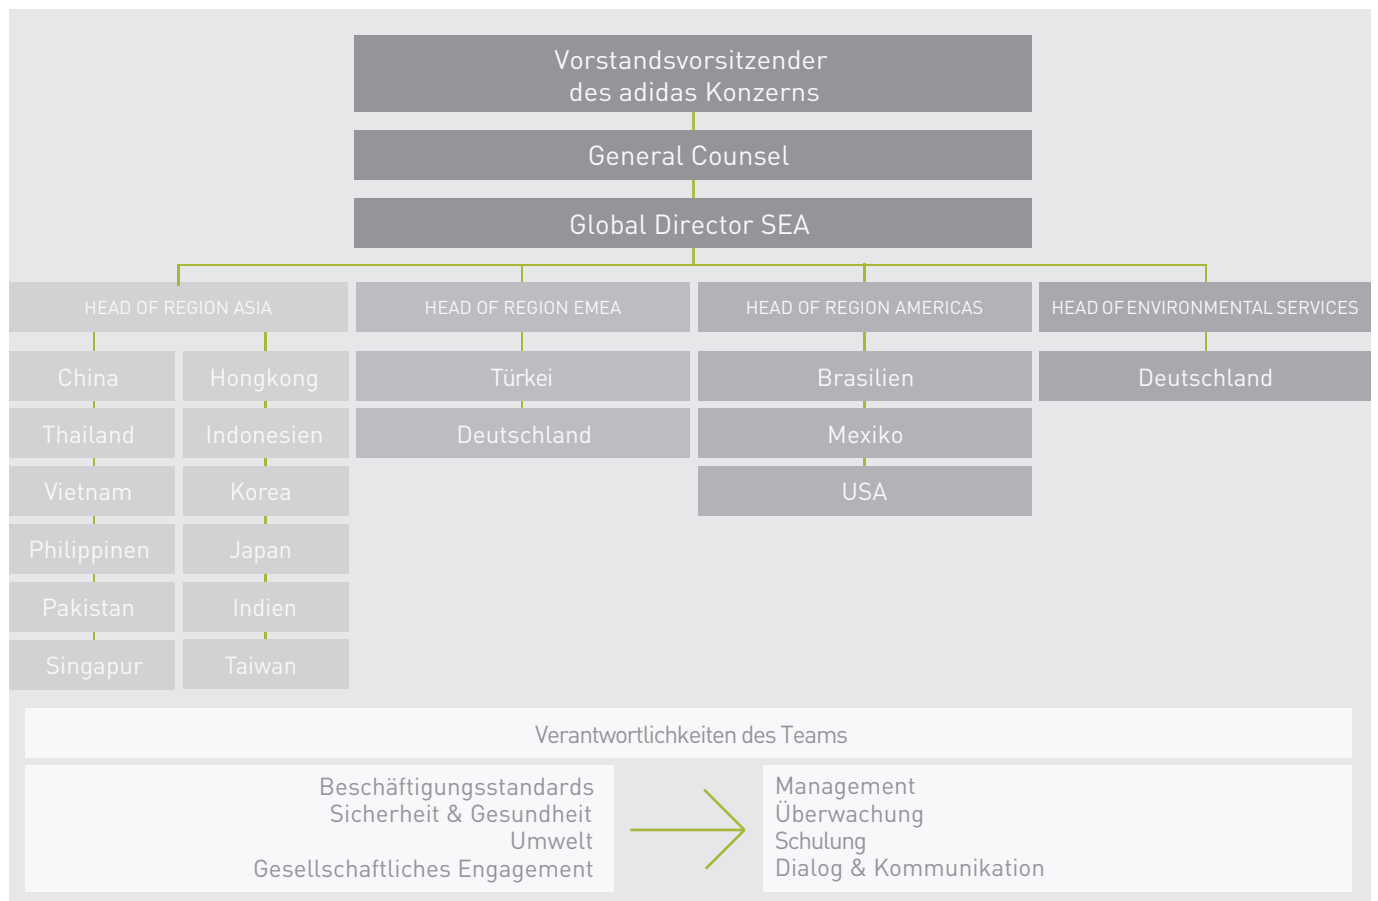 Vorstandsvorsitzender
des adidas Konzerns
General Counsel
Global Director SEA
HEAD OF REGION ASIA
HEAD OF REGION EMEA
HEAD OF REGION AMERICAS
HEAD OF ENVIRONMENTAL SERVICES
China
Hongkong
Türkei
Brasilien
Deutschland
Thailand
Indonesien
Deutschland
Mexiko
Vietnam
Korea
USA
Philippinen
Japan
Pakistan
Indien
Singapur
Taiwan
Verantwortlichkeiten des Teams
Beschäftigungsstandards
Sicherheit & Gesundheit
Umwelt
Gesellschaftliches Engagement
Management
Überwachung
Schulung
Dialog & Kommunikation